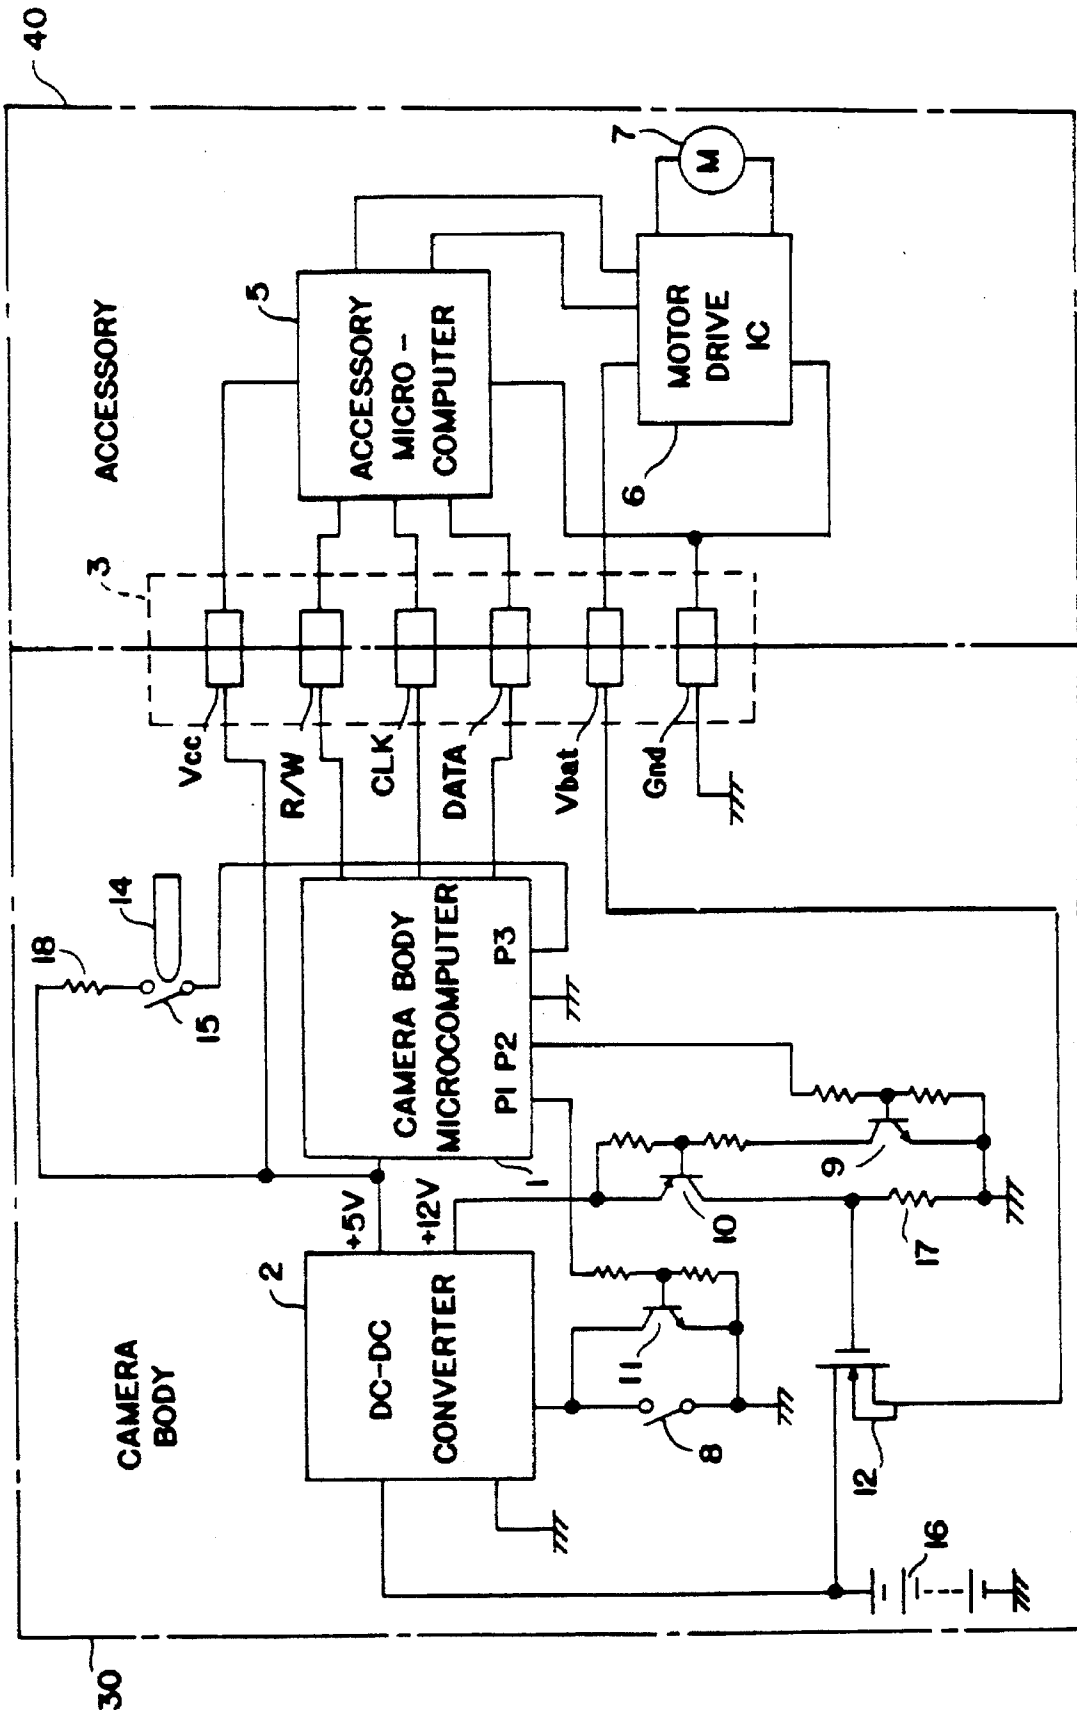 CAMERA
BODY
ACCESSORY
30
40
2
DC-DC
CONVERTER
+5V
+12V
1
CAMERA BODY
MICROCOMPUTER
P1 P2
P3
18
14
15
3
Vcc
R/W
CLK
DATA
Vbat
Gnd
5
ACCESSORY
MICRO-
COMPUTER
6
MOTOR
DRIVE
IC
7
M
8
11
10
9
17
12
16